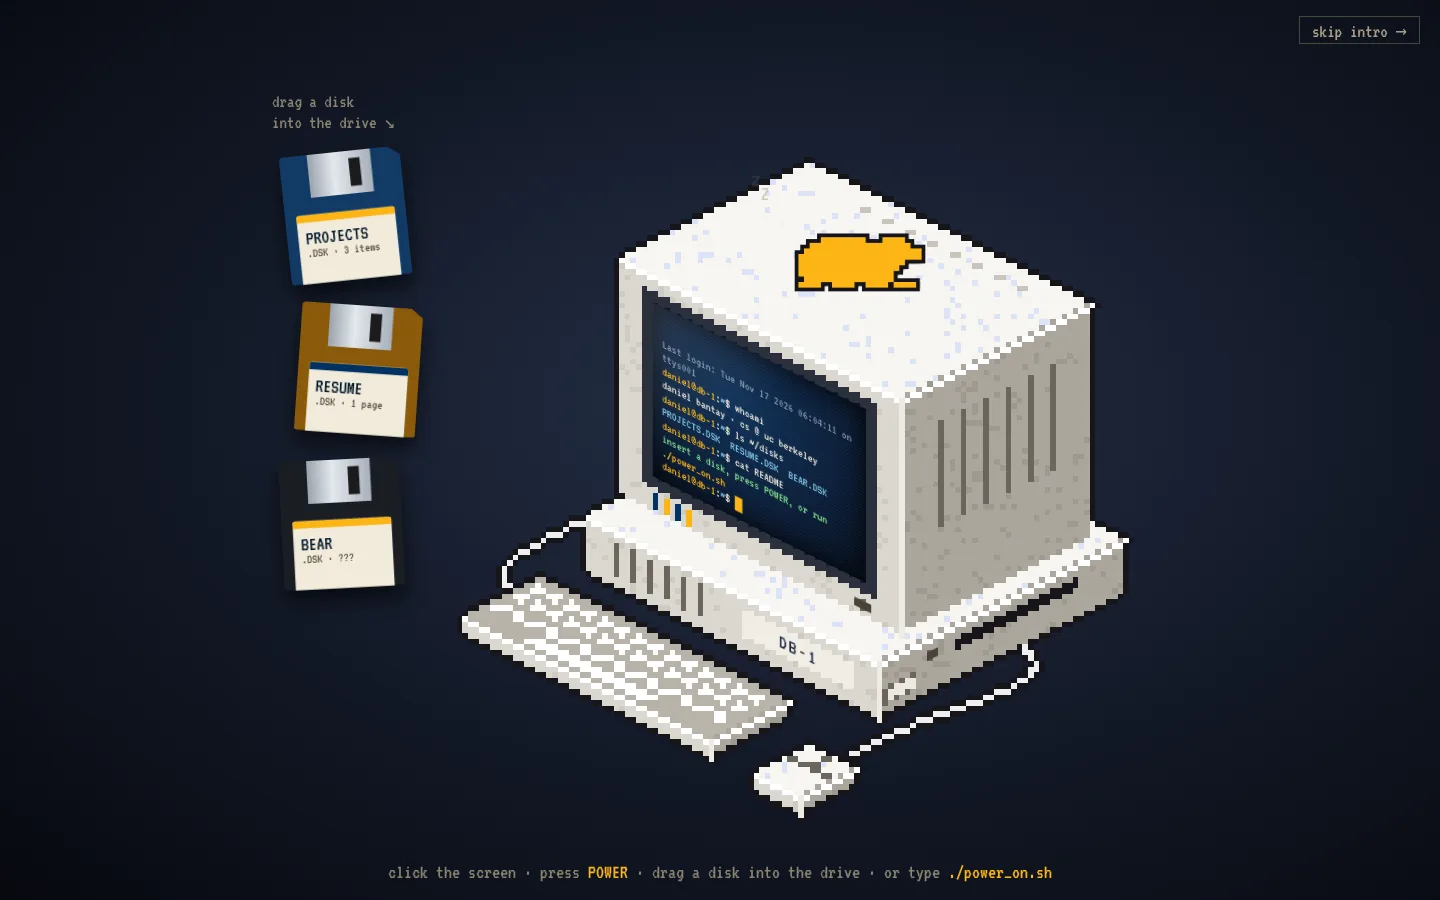 skip intro →
drag a disk
into the drive ↘
PROJECTS
.DSK · 3 items
RESUME
.DSK · 1 page
BEAR
.DSK · ???
z
z
Last login: Tue Nov 17 2026 06:04:11 on
ttys001
daniel@db-1:~$ whoami
daniel bantay · cs @ uc berkeley
daniel@db-1:~$ ls ~/disks
PROJECTS.DSK RESUME.DSK BEAR.DSK
daniel@db-1:~$ cat README
insert a disk, press POWER, or run
./power_on.sh
daniel@db-1:~$
DB-1
click the screen · press POWER · drag a disk into the drive · or type ./power_on.sh